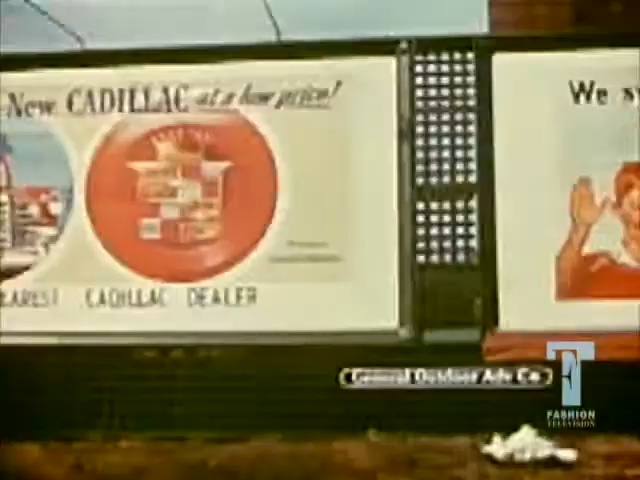 New CADILLAC at a low price!
CADILLAC DEALER
We
General Outdoor Adv. Co.
FASHION
TELEVISION